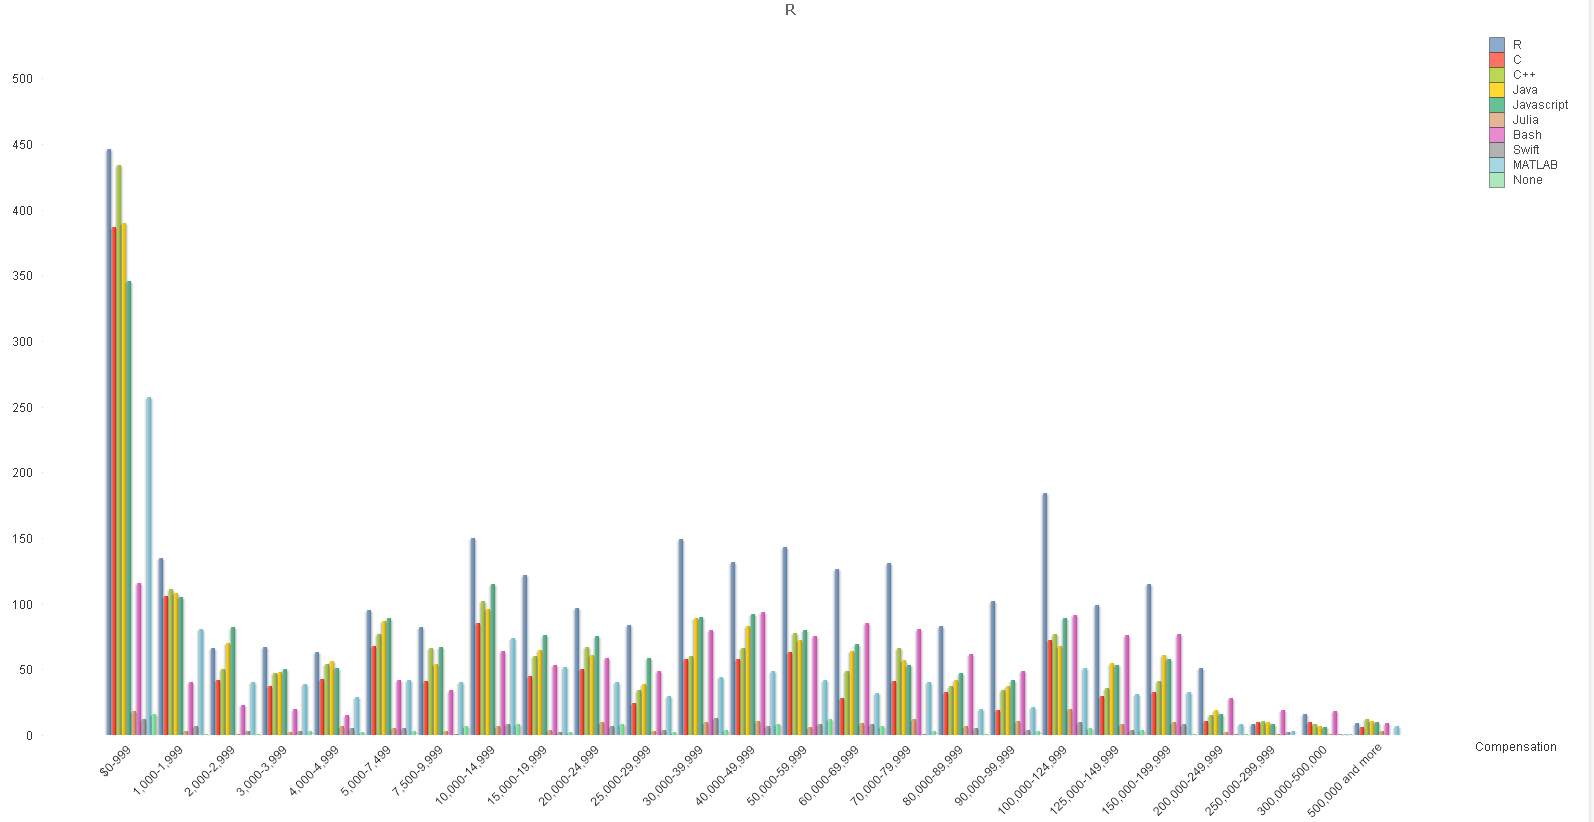 R
R
C
C++
Java
Javascript
Julia
Bash
Swift
MATLAB
None
500
450
400
350
300
250
200
150
100
50
0
$0-999
1,000-1,999
2,000-2,999
3,000-3,999
4,000-4,999
5,000-7,499
7,500-9,999
10,000-14,999
15,000-19,999
20,000-24,999
25,000-29,999
30,000-39,999
40,000-49,999
50,000-59,999
60,000-69,999
70,000-79,999
80,000-89,999
90,000-99,999
100,000-124,999
125,000-149,999
150,000-199,999
200,000-249,999
250,000-299,999
300,000-500,000
500,000 and more
Compensation